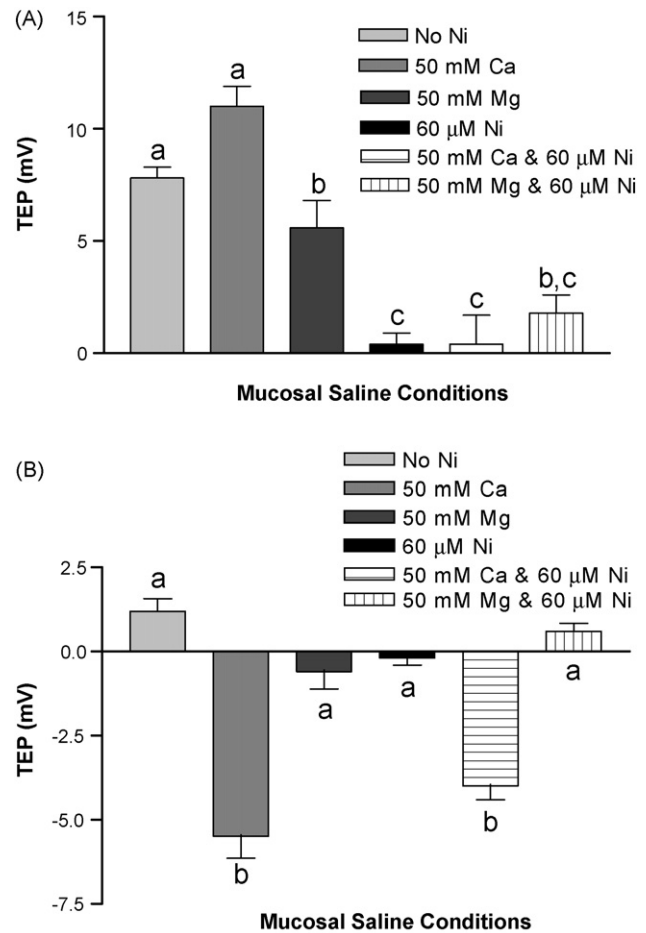 (A)
15
10
5
0
TEP (mV)
a
a
b
c
c
b,c
No Ni
50 mM Ca
50 mM Mg
60 μM Ni
50 mM Ca & 60 μM Ni
50 mM Mg & 60 μM Ni
Mucosal Saline Conditions
(B)
No Ni
50 mM Ca
50 mM Mg
60 μM Ni
50 mM Ca & 60 μM Ni
50 mM Mg & 60 μM Ni
2.5
0.0
-2.5
-5.0
-7.5
TEP (mV)
a
b
a
a
b
a
Mucosal Saline Conditions